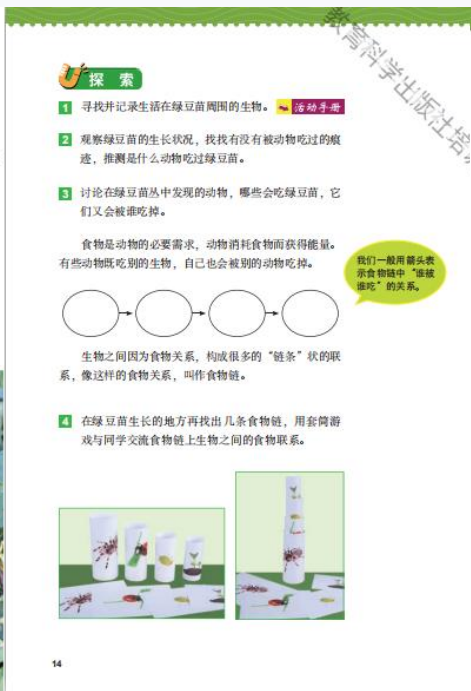 教育科学出版社培
探 索
1 寻找并记录生活在绿豆苗周围的生物。 活动手册
2 观察绿豆苗的生长状况，找找有没有被动物吃过的痕
迹，推测是什么动物吃过绿豆苗。
3 讨论在绿豆苗丛中发现的动物，哪些会吃绿豆苗，它
们又会被谁吃掉。
食物是动物的必要需求，动物消耗食物而获得能量。
有些动物既吃别的生物，自己也会被别的动物吃掉。
我们一般用箭头表
示食物链中“谁被
谁吃”的关系。
生物之间因为食物关系，构成很多的“链条”状的联
系，像这样的食物关系，叫作食物链。
4 在绿豆苗生长的地方再找出几条食物链，用套筒游
戏与同学交流食物链上生物之间的食物联系。
14